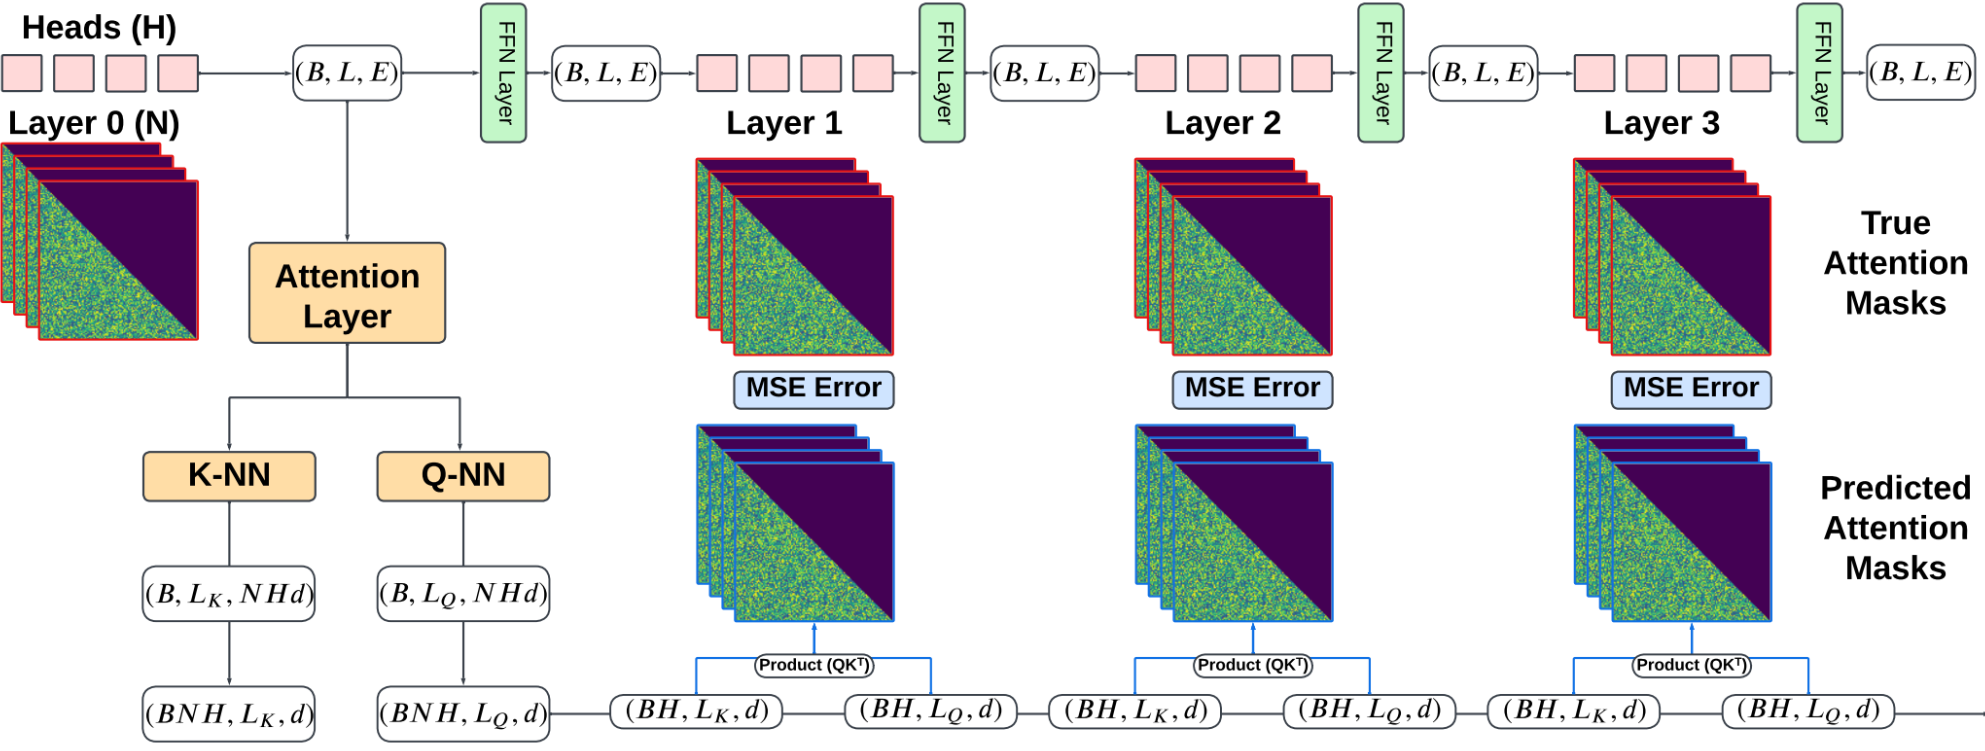 Heads (H)
(B, L, E)
FFN Layer
(B, L, E)
FFN Layer
(B, L, E)
FFN Layer
(B, L, E)
FFN Layer
(B, L, E)
Layer 0 (N)
Layer 1
Layer 2
Layer 3
True
Attention
Masks
Attention
Layer
MSE Error
MSE Error
MSE Error
K-NN
Q-NN
Predicted
Attention
Masks
(B, L_K, NHd)
(B, L_Q, NHd)
Product (QK^T)
Product (QK^T)
Product (QK^T)
(BNH, L_K, d)
(BNH, L_Q, d)
(BH, L_K, d)
(BH, L_Q, d)
(BH, L_K, d)
(BH, L_Q, d)
(BH, L_K, d)
(BH, L_Q, d)